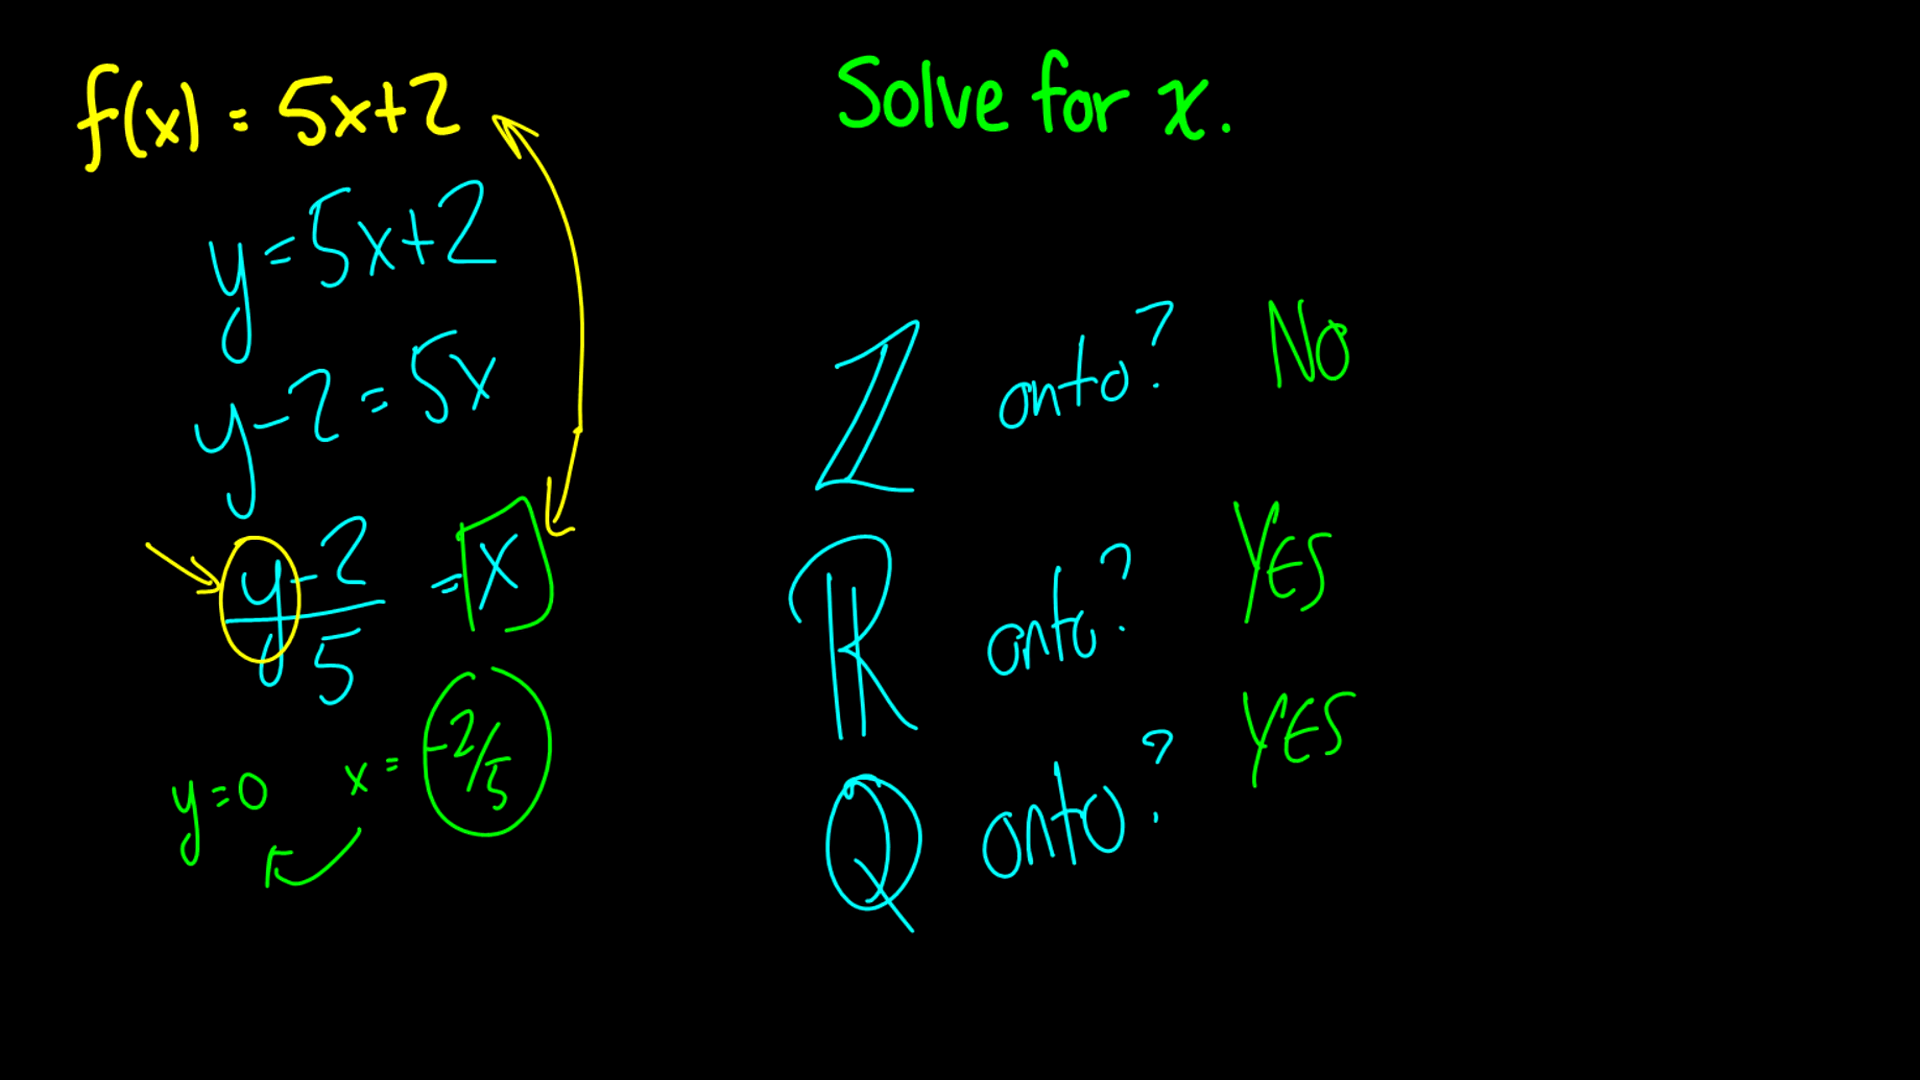 f(x) = 5x+2
y=5x+2
y-2=5x
y-2/5 =x
y=0 x= -2/5
Solve for x.
ℤ onto? NO
ℝ onto? YES
ℚ onto? YES